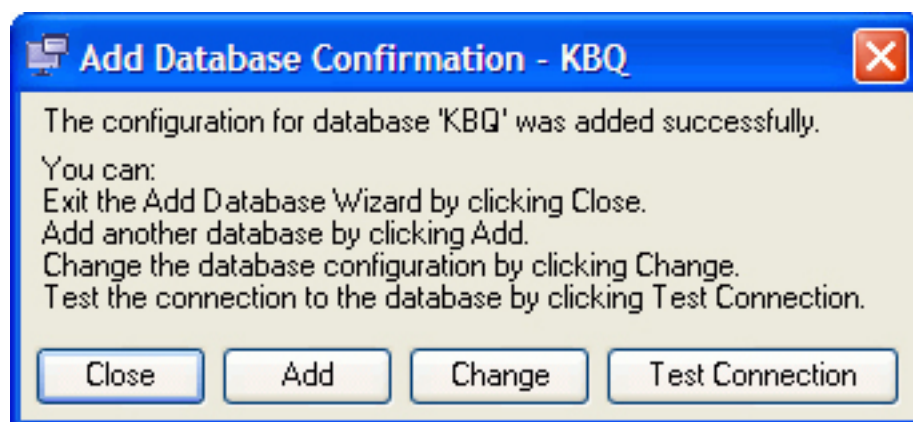 Add Database Confirmation - KBQ
The configuration for database 'KBQ' was added successfully.
You can:
Exit the Add Database Wizard by clicking Close.
Add another database by clicking Add.
Change the database configuration by clicking Change.
Test the connection to the database by clicking Test Connection.
Close Add Change Test Connection